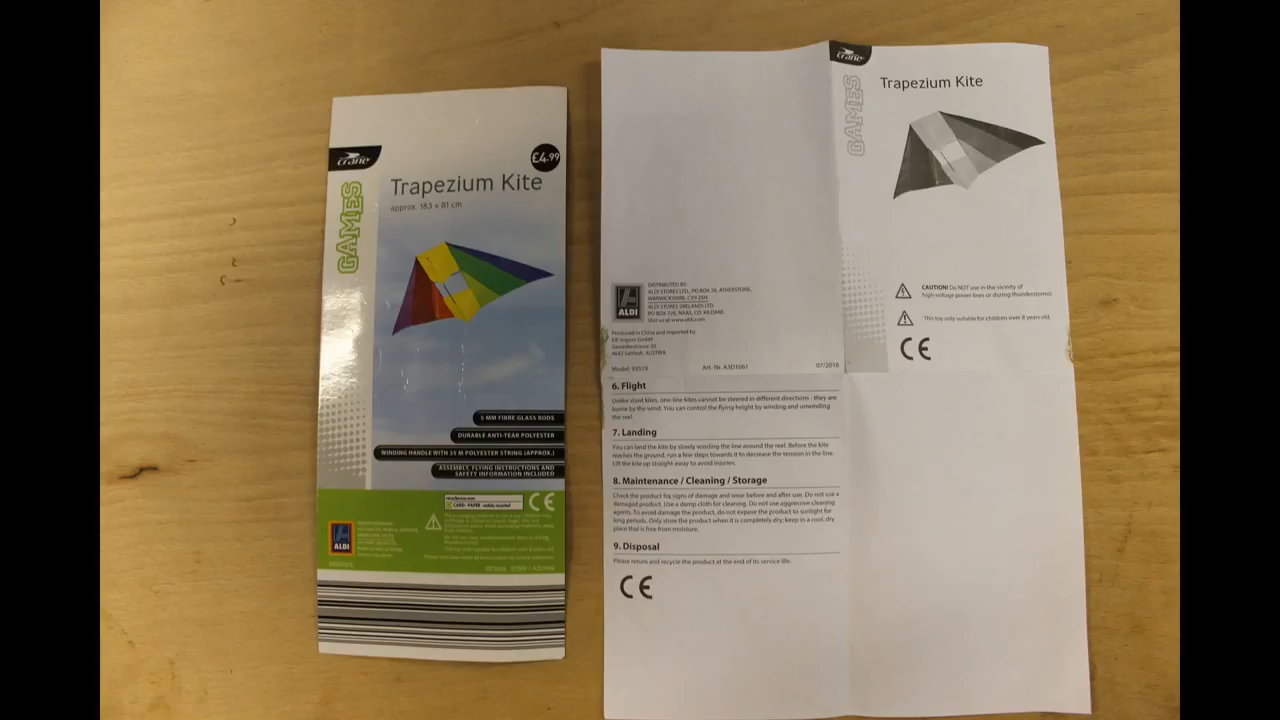 crane
GAMES
£4.99
Trapezium Kite
approx. 183 × 81 cm
5 MM FIBRE GLASS RODS
DURABLE ANTI-TEAR POLYESTER
WINDING HANDLE WITH 35 M POLYESTER STRING (APPROX.)
ASSEMBLY, FLYING INSTRUCTIONS AND
SAFETY INFORMATION INCLUDED
CARD - PAPER widely recycled
CE
ALDI
crane
GAMES
Trapezium Kite
CAUTION! Do NOT use in the vicinity of
high-voltage power lines or during thunderstorms!
This toy only suitable for children over 8 years old.
CE
ALDI
DISTRIBUTED BY:
ALDI STORES LTD., PO BOX 26, ATHERSTONE,
WARWICKSHIRE, CV9 2SH.
ALDI STORES (IRELAND) LTD.
PO BOX 726, NAAS, CO. KILDARE.
Visit us at www.aldi.com
Produced in China and imported by
GmbH
AUSTRIA
Model: 93519
Art.-Nr. A3D1061
07/2016
6. Flight
Unlike stunt kites, one-line kites cannot be steered in different directions - they are
borne by the wind. You can control the flying height by winding and unwinding
the reel.
7. Landing
You can land the kite by slowly winding the line around the reel. Before the kite
reaches the ground, run a few steps towards it to decrease the tension in the line.
Lift the kite up straight away to avoid injuries.
8. Maintenance / Cleaning / Storage
Check the product for signs of damage and wear before and after use. Do not use a
damaged product. Use a damp cloth for cleaning. Do not use aggressive cleaning
agents. To avoid damaging the product, do not expose the product to sunlight for
long periods. Only store the product when it is completely dry; keep in a cool, dry
place that is free from moisture.
9. Disposal
Please return and recycle the product at the end of its service life.
CE